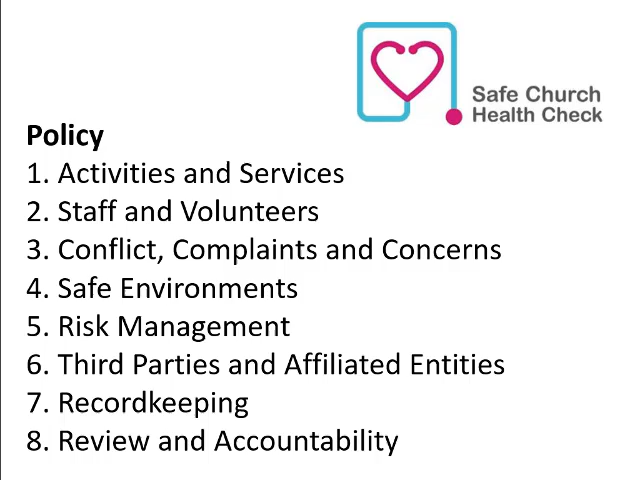 Safe Church
Health Check
Policy
1. Activities and Services
2. Staff and Volunteers
3. Conflict, Complaints and Concerns
4. Safe Environments
5. Risk Management
6. Third Parties and Affiliated Entities
7. Recordkeeping
8. Review and Accountability